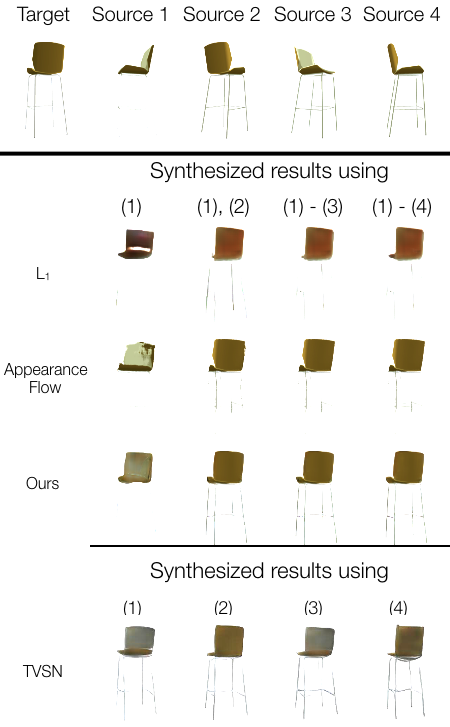 Target Source 1 Source 2 Source 3 Source 4
Synthesized results using
(1) (1), (2) (1) - (3) (1) - (4)
L₁
Appearance
Flow
Ours
Synthesized results using
(1) (2) (3) (4)
TVSN